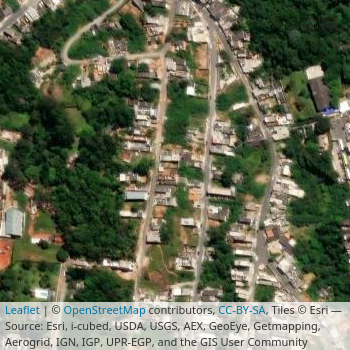 Leaflet | © OpenStreetMap contributors, CC-BY-SA, Tiles © Esri —
Source: Esri, i-cubed, USDA, USGS, AEX, GeoEye, Getmapping,
Aerogrid, IGN, IGP, UPR-EGP, and the GIS User Community